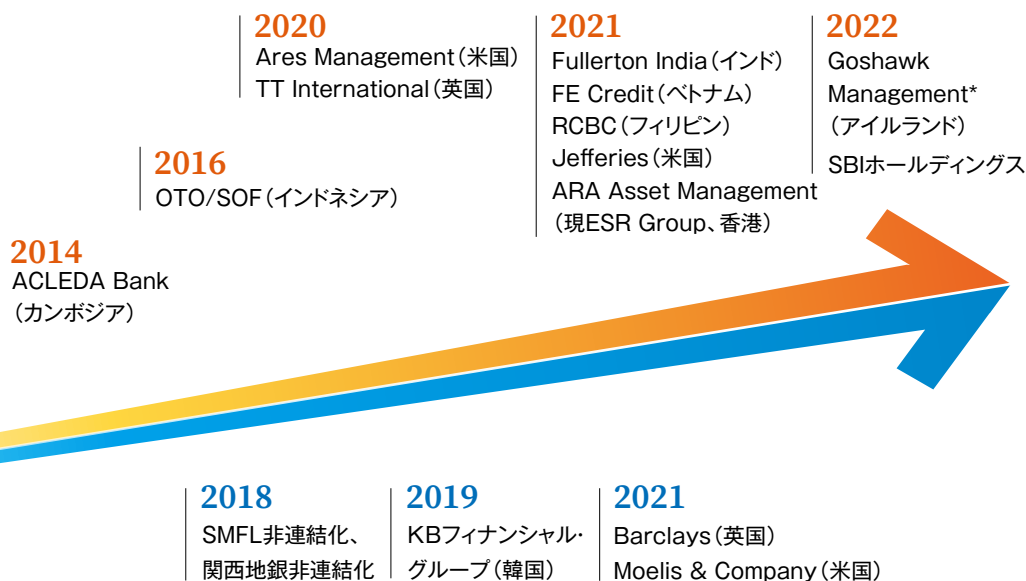 2014
ACLEDA Bank
（カンボジア）
2016
OTO/SOF（インドネシア）
2020
Ares Management（米国）
TT International（英国）
2021
Fullerton India（インド）
FE Credit（ベトナム）
RCBC（フィリピン）
Jefferies（米国）
ARA Asset Management
（現ESR Group、香港）
2022
Goshawk
Management*
（アイルランド）
SBIホールディングス
2018
SMFL非連結化、
関西地銀非連結化
2019
KBフィナンシャル・
グループ（韓国）
2021
Barclays（英国）
Moelis & Company（米国）